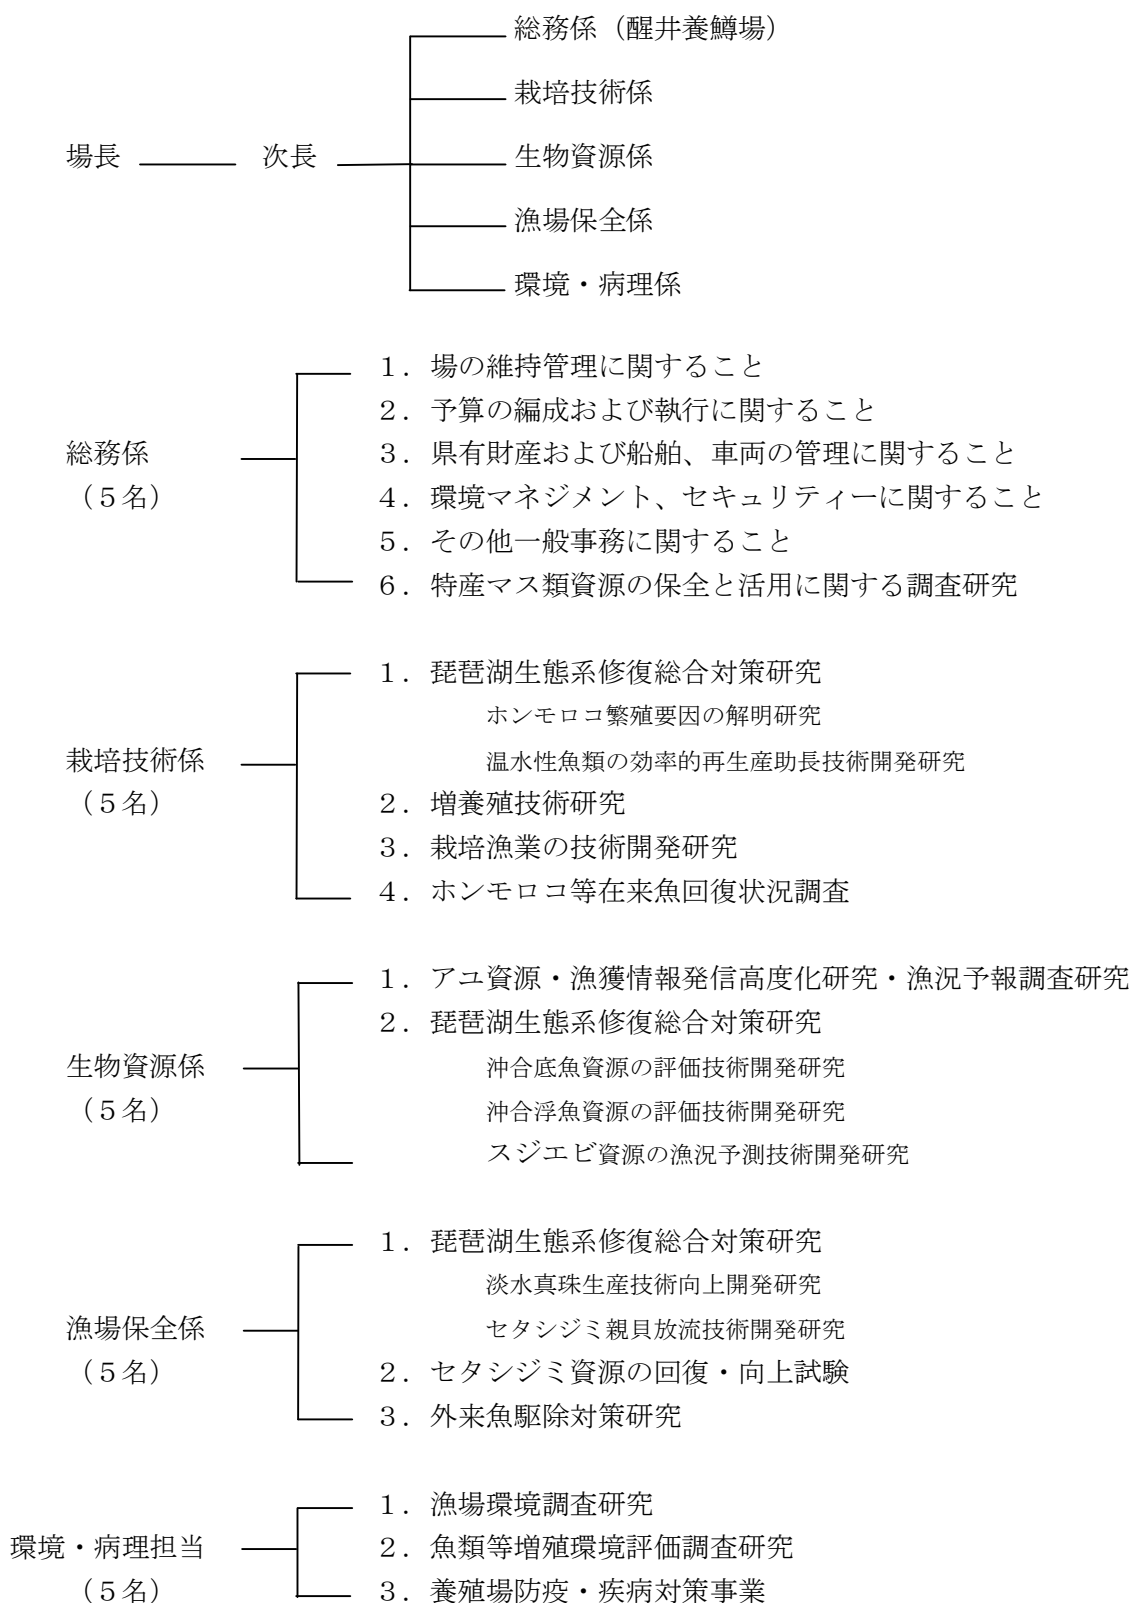 総務係（醒井養鱒場）
栽培技術係
場長 次長 生物資源係
漁場保全係
環境・病理係
１．場の維持管理に関すること
２．予算の編成および執行に関すること
総務係 ３．県有財産および船舶、車両の管理に関すること
（５名） ４．環境マネジメント、セキュリティーに関すること
５．その他一般事務に関すること
６．特産マス類資源の保全と活用に関する調査研究
１．琵琶湖生態系修復総合対策研究
ホンモロコ繁殖要因の解明研究
栽培技術係 温水性魚類の効率的再生産助長技術開発研究
（５名） ２．増養殖技術研究
３．栽培漁業の技術開発研究
４．ホンモロコ等在来魚回復状況調査
１．アユ資源・漁獲情報発信高度化研究・漁況予報調査研究
２．琵琶湖生態系修復総合対策研究
生物資源係 沖合底魚資源の評価技術開発研究
（５名） 沖合浮魚資源の評価技術開発研究
スジエビ資源の漁況予測技術開発研究
１．琵琶湖生態系修復総合対策研究
淡水真珠生産技術向上開発研究
漁場保全係 セタシジミ親貝放流技術開発研究
（５名） ２．セタシジミ資源の回復・向上試験
３．外来魚駆除対策研究
１．漁場環境調査研究
環境・病理担当 ２．魚類等増殖環境評価調査研究
（５名） ３．養殖場防疫・疾病対策事業